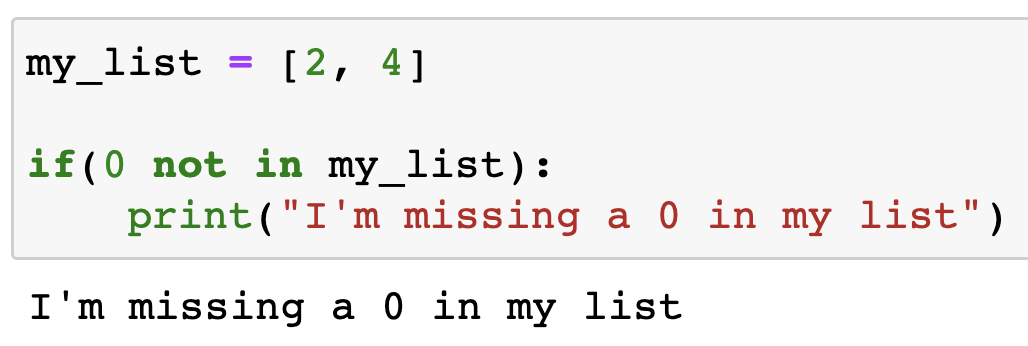 my_list = [2, 4]
if(0 not in my_list):
    print("I'm missing a 0 in my list")
I'm missing a 0 in my list